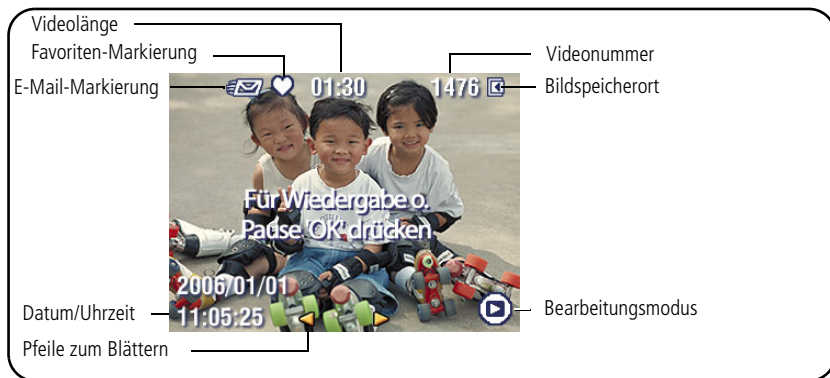 Videolänge
Favoriten-Markierung
E-Mail-Markierung
Videonummer
Bildspeicherort
01:30
1476
Für Wiedergabe o.
Pause 'OK' drücken
2006/01/01
11:05:25
Datum/Uhrzeit
Pfeile zum Blättern
Bearbeitungsmodus